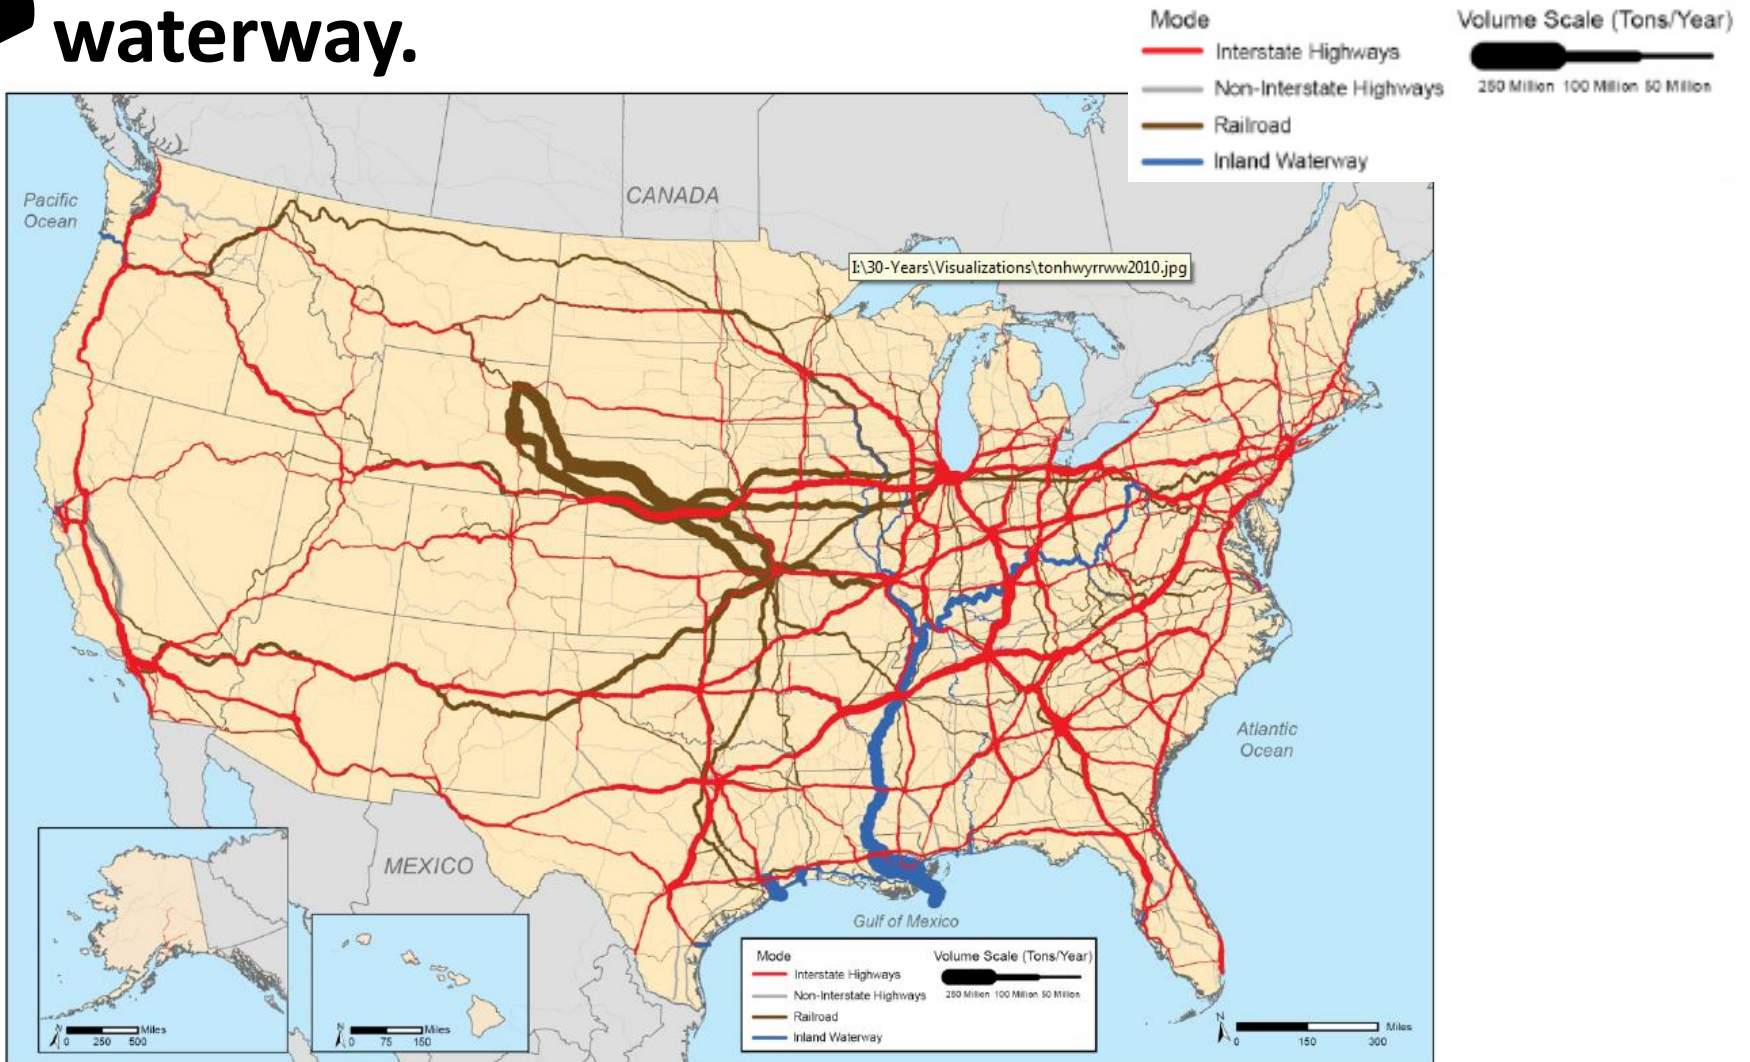 waterway.
Mode
Volume Scale (Tons/Year)
Interstate Highways
Non-Interstate Highways
250 Million 100 Million 50 Million
Railroad
Inland Waterway
Pacific
Ocean
CANADA
I:\30-Years\Visualizations\tonhwyrrww2010.jpg
Atlantic
Ocean
MEXICO
Gulf of Mexico
Mode
Volume Scale (Tons/Year)
Interstate Highways
Non-Interstate Highways
250 Million 100 Million 50 Million
Railroad
Inland Waterway
N
Miles
0 250 500
N
Miles
0 75 150
N
Miles
0 150 300